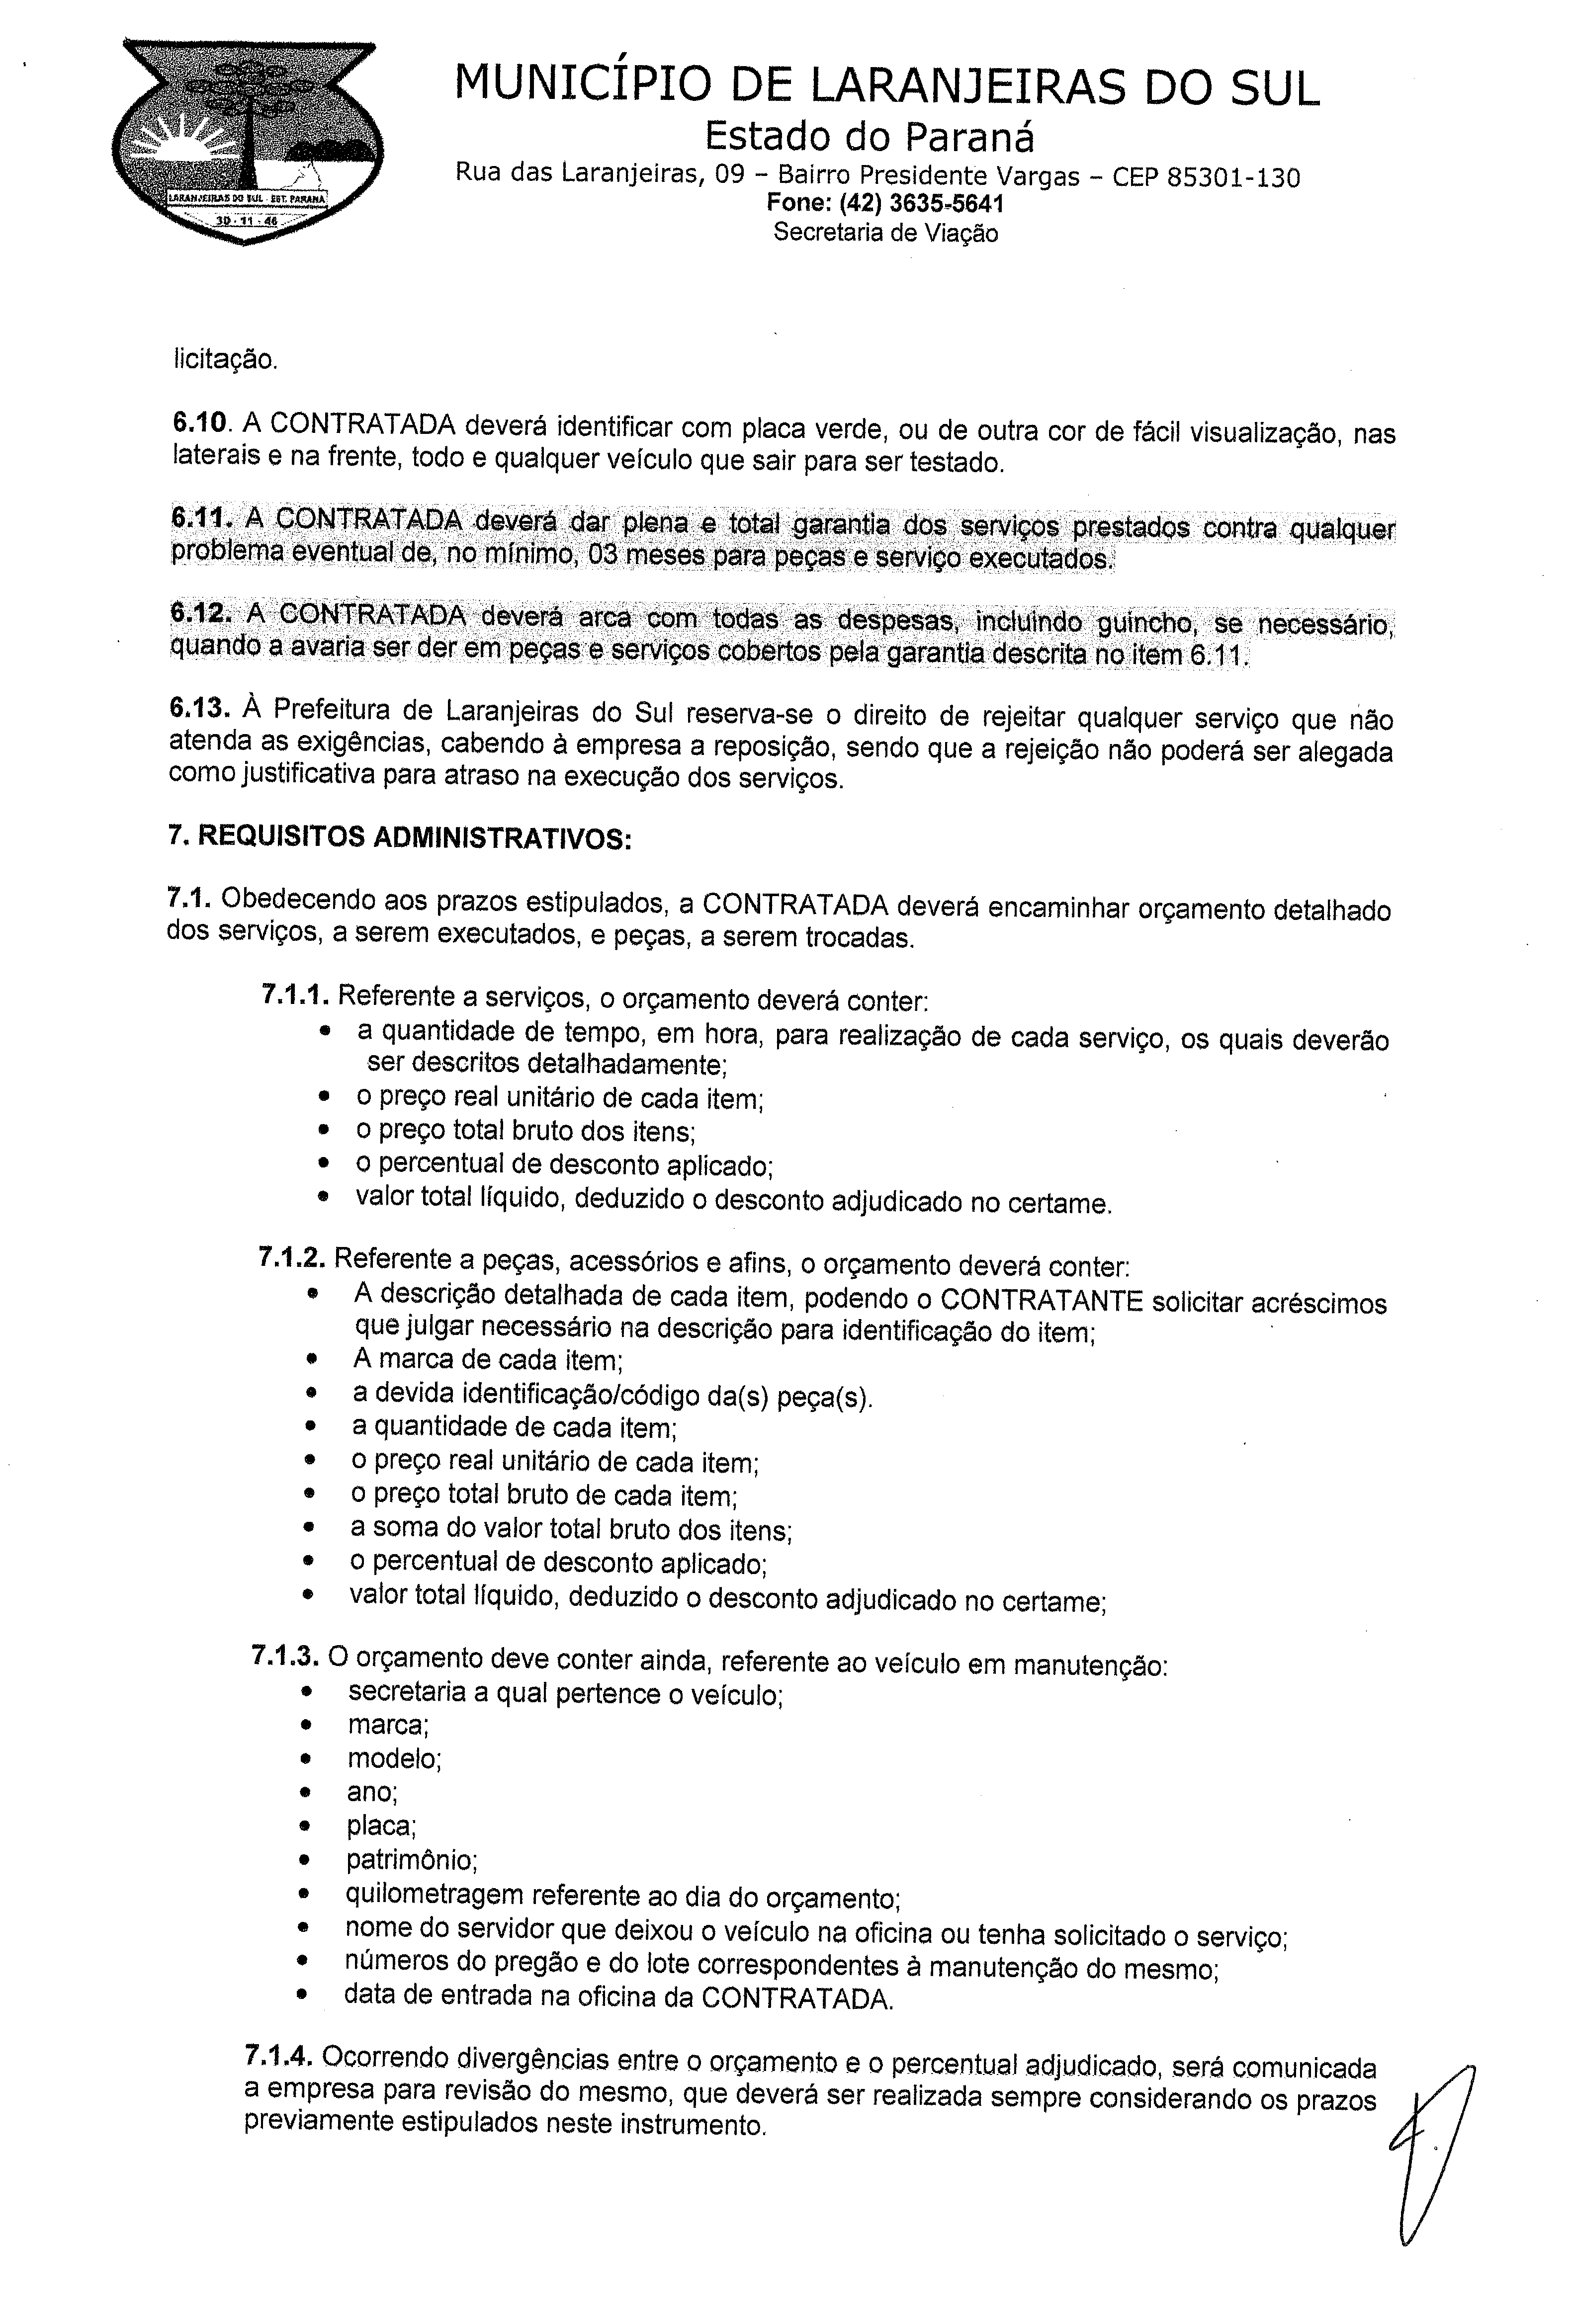 LARANJEIRAS DO SUL - EST. PARANÁ
30 - 11 - 46
MUNICÍPIO DE LARANJEIRAS DO SUL
Estado do Paraná
Rua das Laranjeiras, 09 – Bairro Presidente Vargas – CEP 85301-130
Fone: (42) 3635-5641
Secretaria de Viação
licitação.
6.10. A CONTRATADA deverá identificar com placa verde, ou de outra cor de fácil visualização, nas
laterais e na frente, todo e qualquer veículo que sair para ser testado.
6.11. A CONTRATADA deverá dar plena e total garantia dos serviços prestados contra qualquer
problema eventual de, no mínimo, 03 meses para peças e serviço executados.
6.12. A CONTRATADA deverá arca com todas as despesas, incluindo guincho, se necessário,
quando a avaria ser der em peças e serviços cobertos pela garantia descrita no item 6.11.
6.13. À Prefeitura de Laranjeiras do Sul reserva-se o direito de rejeitar qualquer serviço que não
atenda as exigências, cabendo à empresa a reposição, sendo que a rejeição não poderá ser alegada
como justificativa para atraso na execução dos serviços.
7. REQUISITOS ADMINISTRATIVOS:
7.1. Obedecendo aos prazos estipulados, a CONTRATADA deverá encaminhar orçamento detalhado
dos serviços, a serem executados, e peças, a serem trocadas.
7.1.1. Referente a serviços, o orçamento deverá conter:
• a quantidade de tempo, em hora, para realização de cada serviço, os quais deverão
ser descritos detalhadamente;
• o preço real unitário de cada item;
• o preço total bruto dos itens;
• o percentual de desconto aplicado;
• valor total líquido, deduzido o desconto adjudicado no certame.
7.1.2. Referente a peças, acessórios e afins, o orçamento deverá conter:
• A descrição detalhada de cada item, podendo o CONTRATANTE solicitar acréscimos
que julgar necessário na descrição para identificação do item;
• A marca de cada item;
• a devida identificação/código da(s) peça(s).
• a quantidade de cada item;
• o preço real unitário de cada item;
• o preço total bruto de cada item;
• a soma do valor total bruto dos itens;
• o percentual de desconto aplicado;
• valor total líquido, deduzido o desconto adjudicado no certame;
7.1.3. O orçamento deve conter ainda, referente ao veículo em manutenção:
• secretaria a qual pertence o veículo;
• marca;
• modelo;
• ano;
• placa;
• patrimônio;
• quilometragem referente ao dia do orçamento;
• nome do servidor que deixou o veículo na oficina ou tenha solicitado o serviço;
• números do pregão e do lote correspondentes à manutenção do mesmo;
• data de entrada na oficina da CONTRATADA.
7.1.4. Ocorrendo divergências entre o orçamento e o percentual adjudicado, será comunicada
a empresa para revisão do mesmo, que deverá ser realizada sempre considerando os prazos
previamente estipulados neste instrumento.